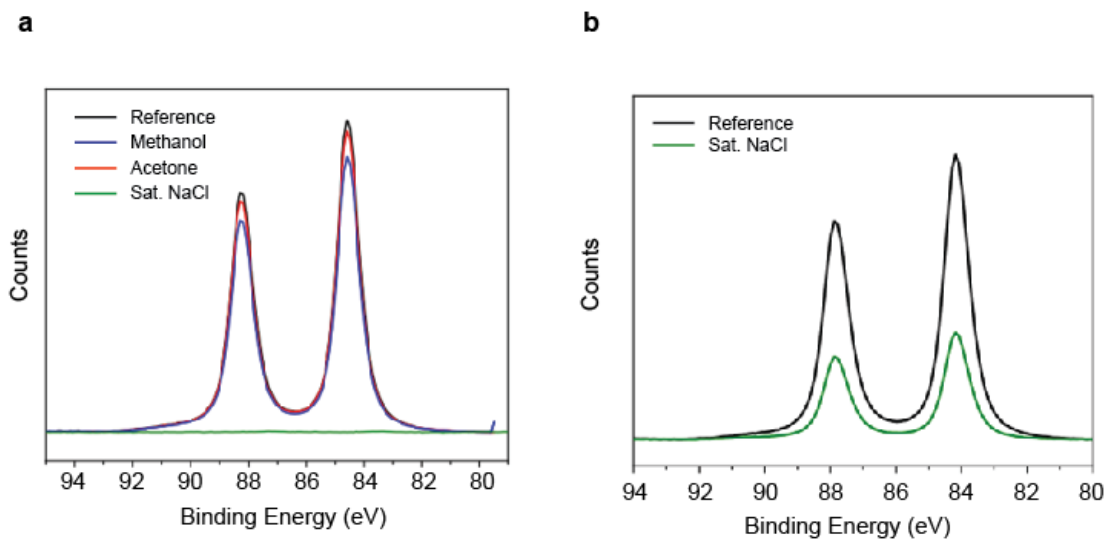 a
b
Reference
Methanol
Acetone
Sat. NaCl
Counts
94 92 90 88 86 84 82 80
Binding Energy (eV)
Reference
Sat. NaCl
Counts
94 92 90 88 86 84 82 80
Binding Energy (eV)